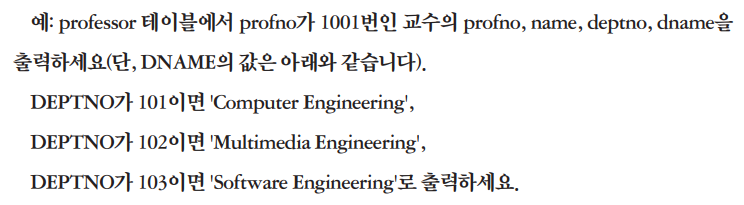 예: professor 테이블에서 profno가 1001번인 교수의 profno, name, deptno, dname을
출력하세요(단, DNAME의 값은 아래와 같습니다).
DEPTNO가 101이면 'Computer Engineering',
DEPTNO가 102이면 'Multimedia Engineering',
DEPTNO가 103이면 'Software Engineering'로 출력하세요.